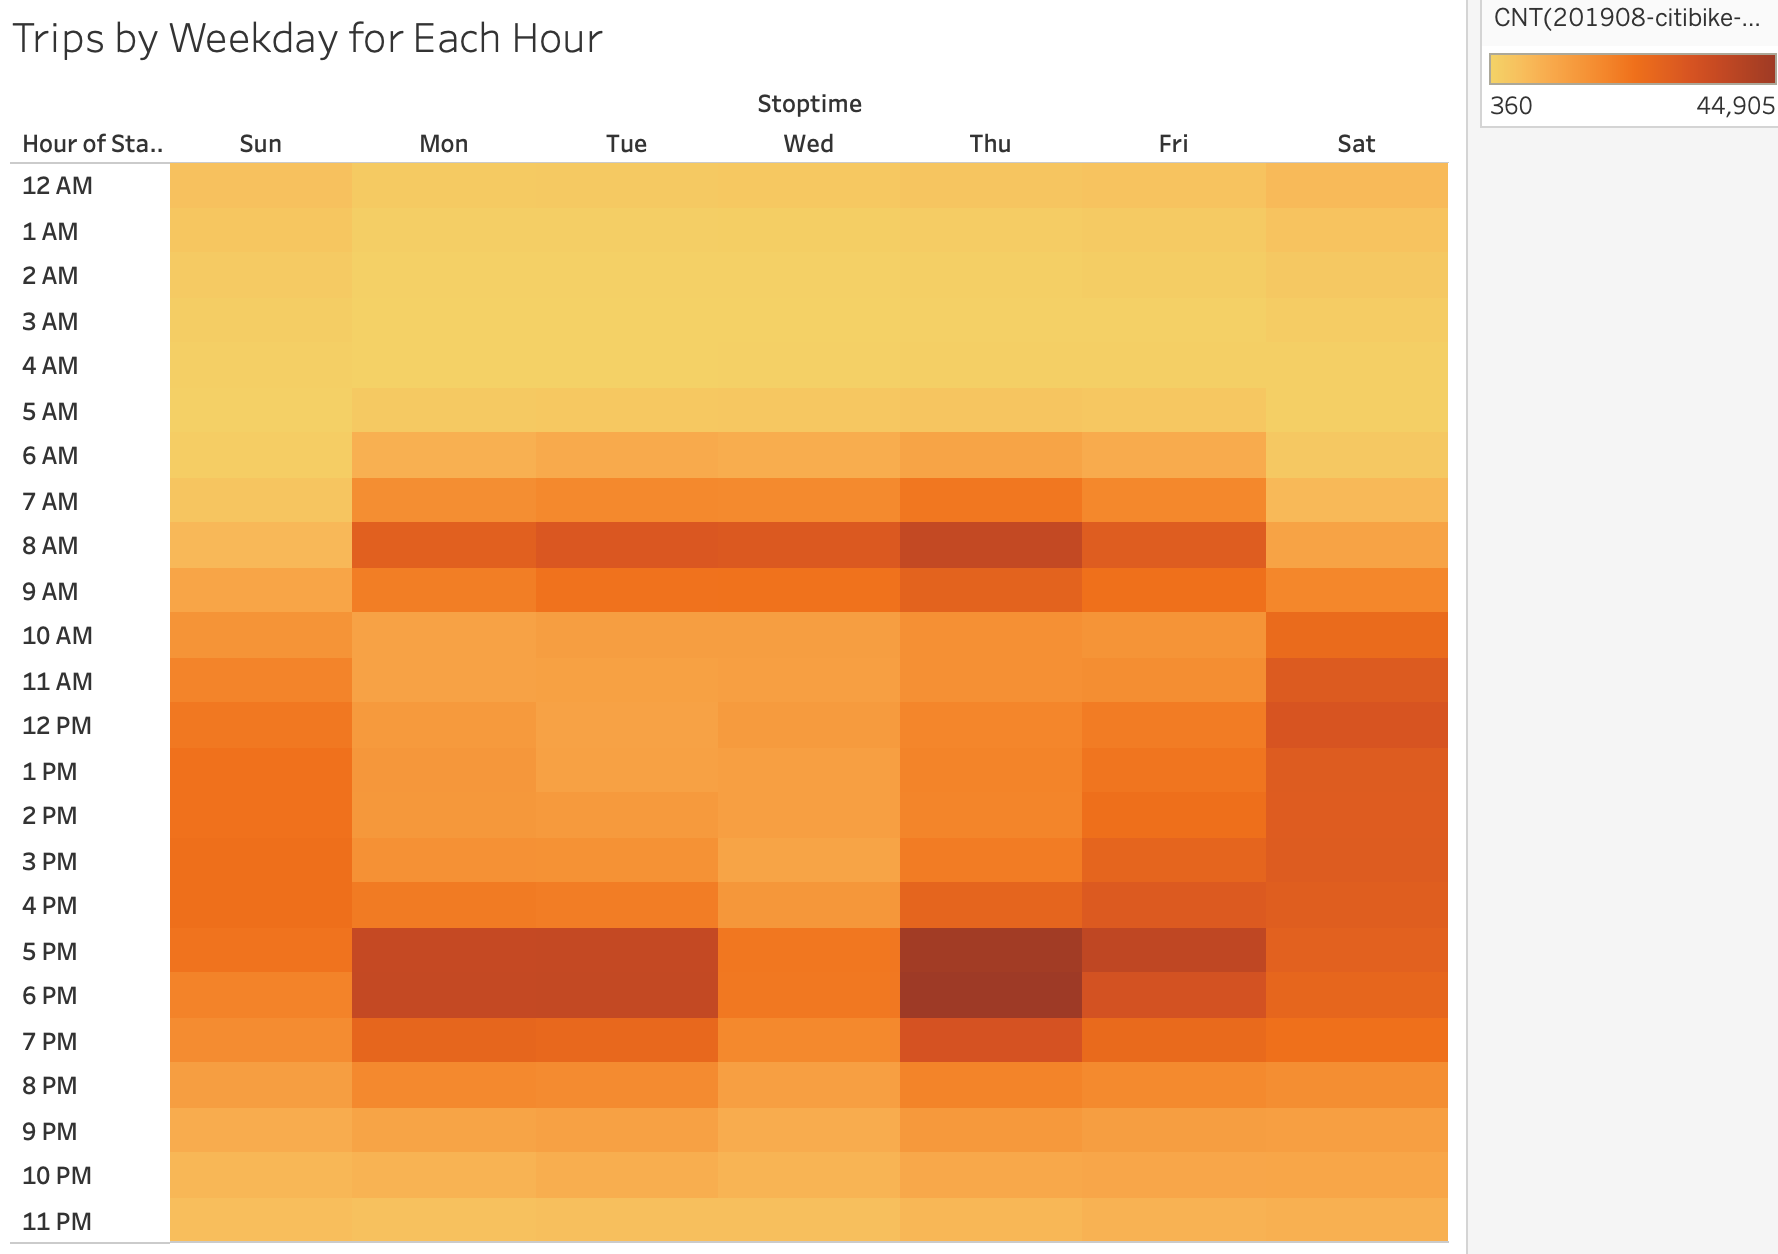 Trips by Weekday for Each Hour
CNT(201908-citibike-...
360 44,905
Stoptime
Hour of Sta.. Sun Mon Tue Wed Thu Fri Sat
12 AM
1 AM
2 AM
3 AM
4 AM
5 AM
6 AM
7 AM
8 AM
9 AM
10 AM
11 AM
12 PM
1 PM
2 PM
3 PM
4 PM
5 PM
6 PM
7 PM
8 PM
9 PM
10 PM
11 PM